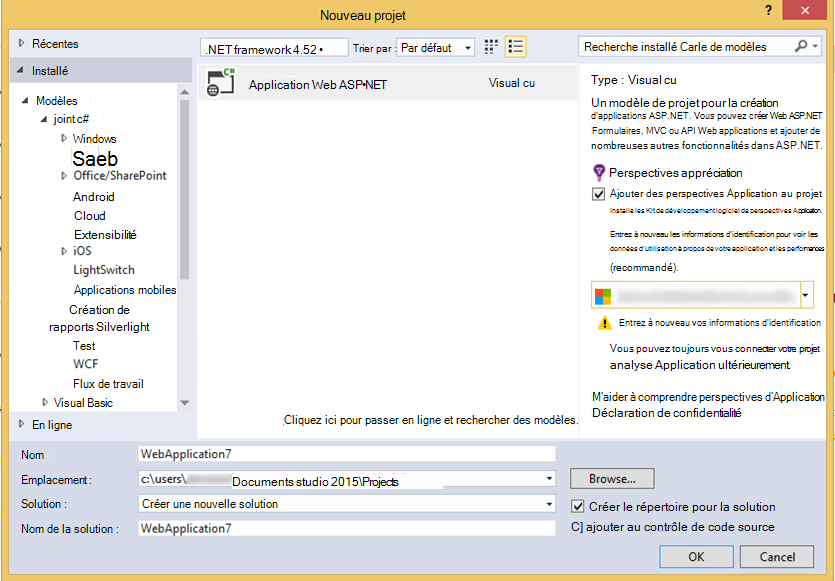 Nouveau projet
?
Récentes
.NET framework 4.52
Trier par :
Par défaut
Recherche installé Carle de modèles
Installé
Modèles
joint c#
Windows
Saeb
Office/SharePoint
Android
Cloud
Extensibilité
iOS
LightSwitch
Applications mobiles
Création de
rapports Silverlight
Test
WCF
Flux de travail
Visual Basic
En ligne
Application Web ASP•NET
Visual cu
C#
Cliquez ici pour passer en ligne et rechercher des modèles.
Type : Visual cu
Un modèle de projet pour la création
d'applications ASP.NET. Vous pouvez créer Web ASP.NET
Formulaires, MVC ou API Web applications et ajouter de
nombreuses autres fonctionnalités dans ASP.NET.
Perspectives appréciation
Ajouter des perspectives Application au projet
Installe les Kit de développement logiciel de perspectives Application.
Entrez à nouveau les informations d'identification pour voir les
données d'utilisation à propos de votre application et les performances
(recommandé).
Entrez à nouveau vos informations d'identification
Vous pouvez toujours vous connecter votre projet
analyse Application ultérieurement.
M'aider à comprendre perspectives d'Application
Déclaration de confidentialité
Nom
WebApplication7
Emplacement :
c:\users\
Documents studio 2015\Projects
Browse...
Solution :
Créer une nouvelle solution
Créer le répertoire pour la solution
Nom de la solution :
WebApplication7
C] ajouter au contrôle de code source
OK
Cancel